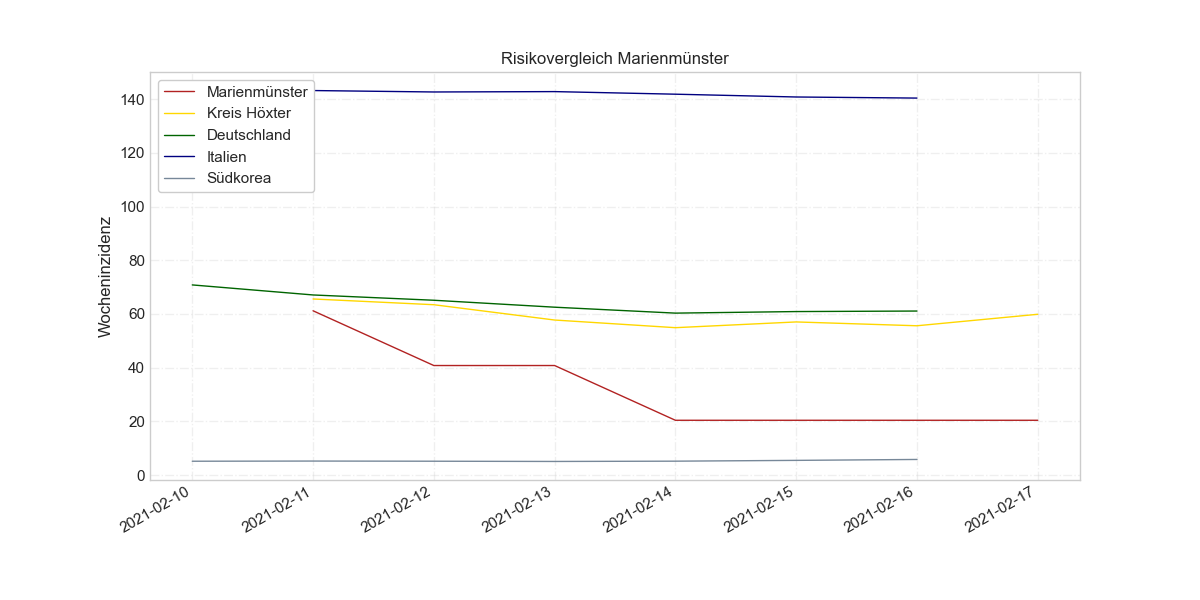 Risikovergleich Marienmünster
Marienmünster
Kreis Höxter
Deutschland
Italien
Südkorea
Wocheninzidenz
140
120
100
80
60
40
20
0
2021-02-10
2021-02-11
2021-02-12
2021-02-13
2021-02-14
2021-02-15
2021-02-16
2021-02-17